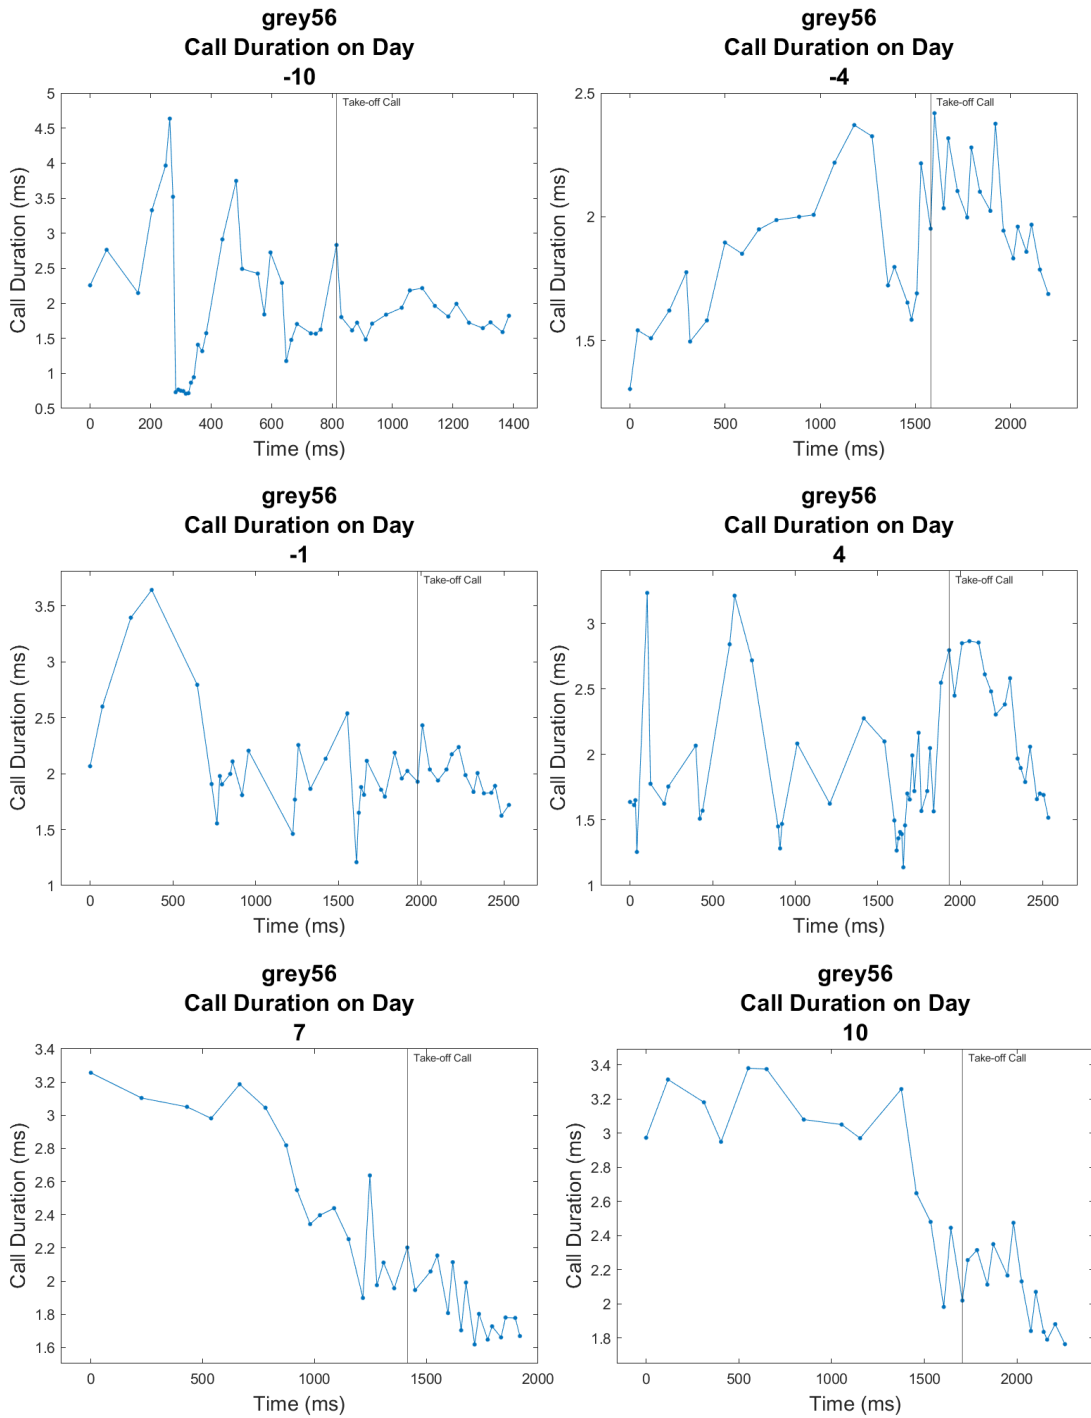 grey56
Call Duration on Day
-10
5
4.5
4
3.5
3
2.5
2
1.5
1
0.5
Call Duration (ms)
Take-off Call
0 200 400 600 800 1000 1200 1400
Time (ms)
grey56
Call Duration on Day
-4
2.5
2
1.5
Call Duration (ms)
Take-off Call
0 500 1000 1500 2000
Time (ms)
grey56
Call Duration on Day
-1
3.5
3
2.5
2
1.5
1
Call Duration (ms)
Take-off Call
0 500 1000 1500 2000 2500
Time (ms)
grey56
Call Duration on Day
4
3
2.5
2
1.5
1
Call Duration (ms)
Take-off Call
0 500 1000 1500 2000 2500
Time (ms)
grey56
Call Duration on Day
7
3.4
3.2
3
2.8
2.6
2.4
2.2
2
1.8
1.6
Call Duration (ms)
Take-off Call
0 500 1000 1500 2000
Time (ms)
grey56
Call Duration on Day
10
3.4
3.2
3
2.8
2.6
2.4
2.2
2
1.8
Call Duration (ms)
Take-off Call
0 500 1000 1500 2000
Time (ms)